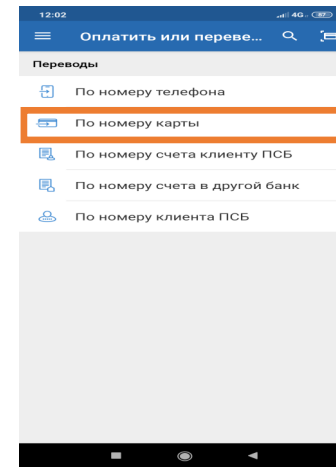 12:02
4G
Оплатить или переве...
Переводы
По номеру телефона
По номеру карты
По номеру счета клиенту ПСБ
По номеру счета в другой банк
По номеру клиента ПСБ